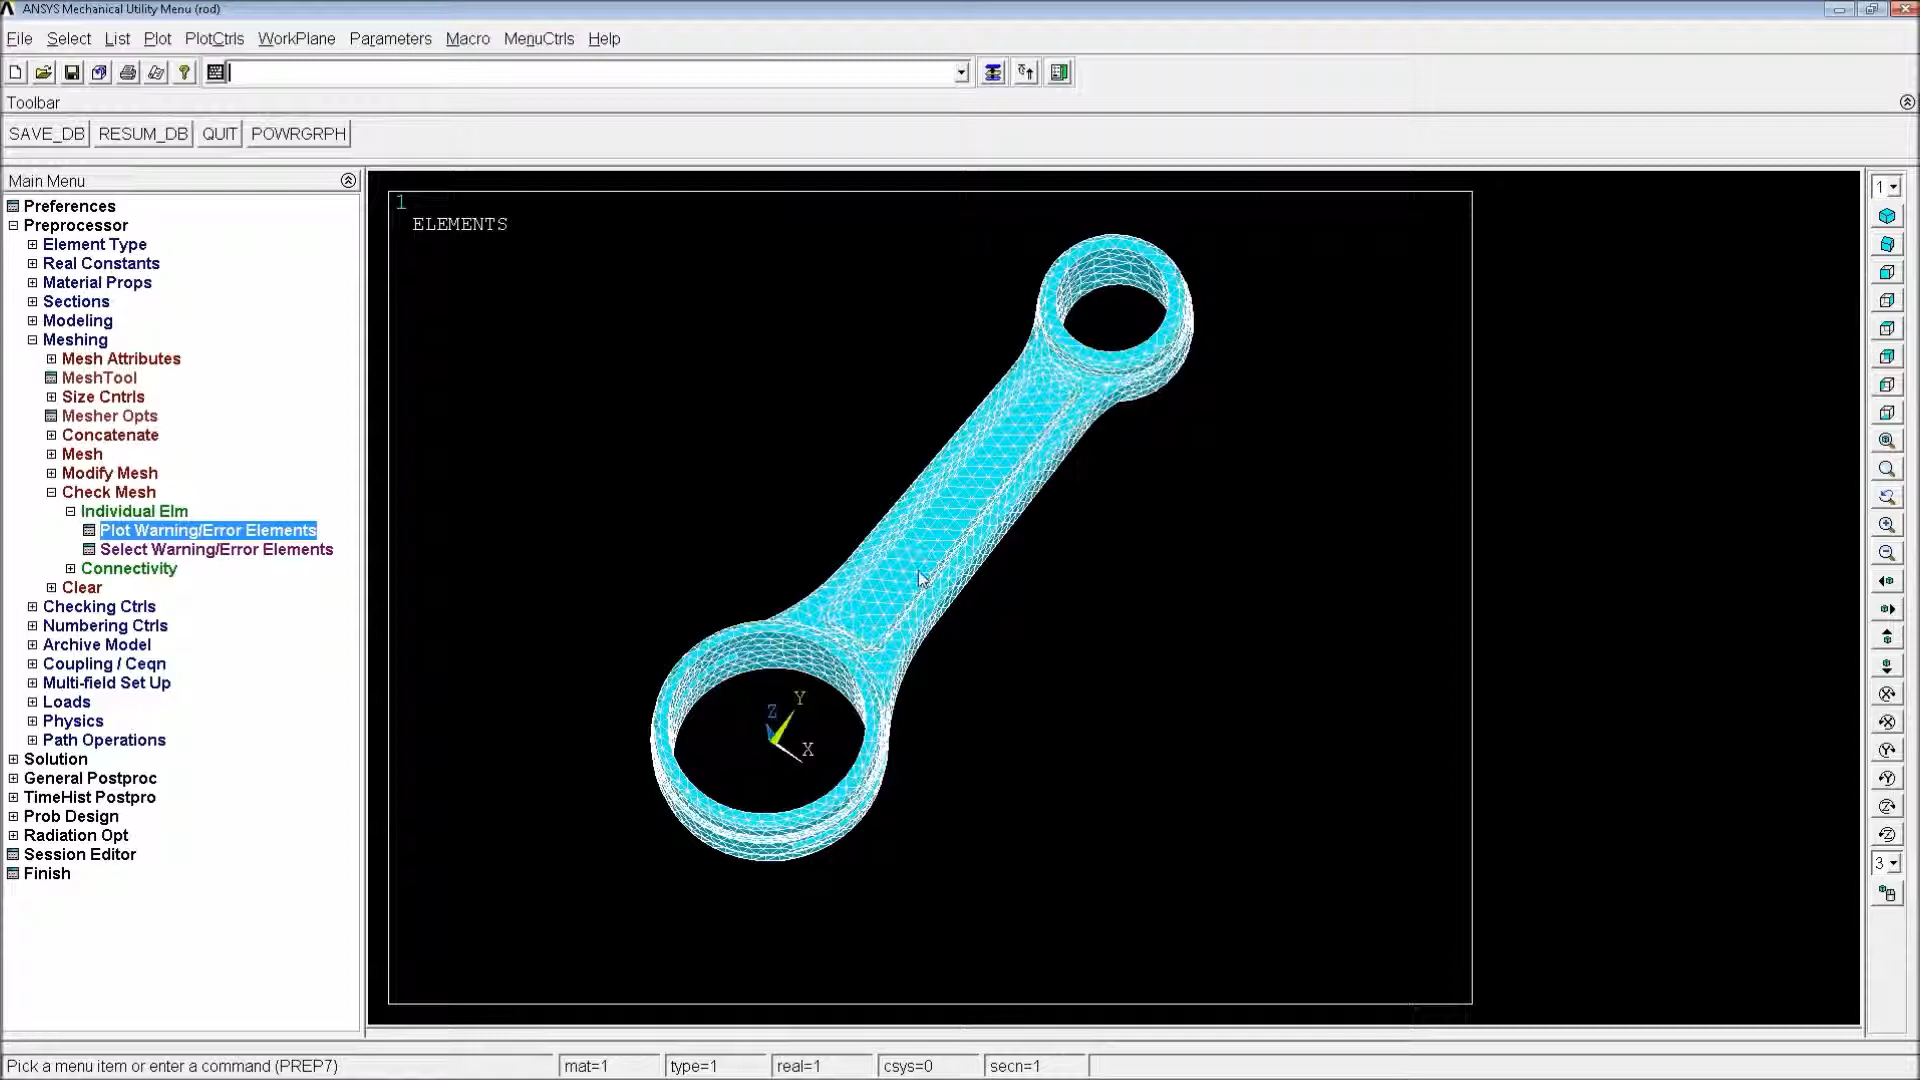 ANSYS Mechanical Utility Menu (rod)
File Select List Plot PlotCtrls WorkPlane Parameters Macro MenuCtrls Help
Toolbar
SAVE_DB RESUM_DB QUIT POWRGRPH
Main Menu
Preferences
Preprocessor
Element Type
Real Constants
Material Props
Sections
Modeling
Meshing
Mesh Attributes
MeshTool
Size Cntrls
Mesher Opts
Concatenate
Mesh
Modify Mesh
Check Mesh
Individual Elm
Plot Warning/Error Elements
Select Warning/Error Elements
Connectivity
Clear
Checking Ctrls
Numbering Ctrls
Archive Model
Coupling / Ceqn
Multi-field Set Up
Loads
Physics
Path Operations
Solution
General Postproc
TimeHist Postpro
Prob Design
Radiation Opt
Session Editor
Finish
1
ELEMENTS
Y
Z
X
1
3
Pick a menu item or enter a command (PREP7) mat=1 type=1 real=1 csys=0 secn=1